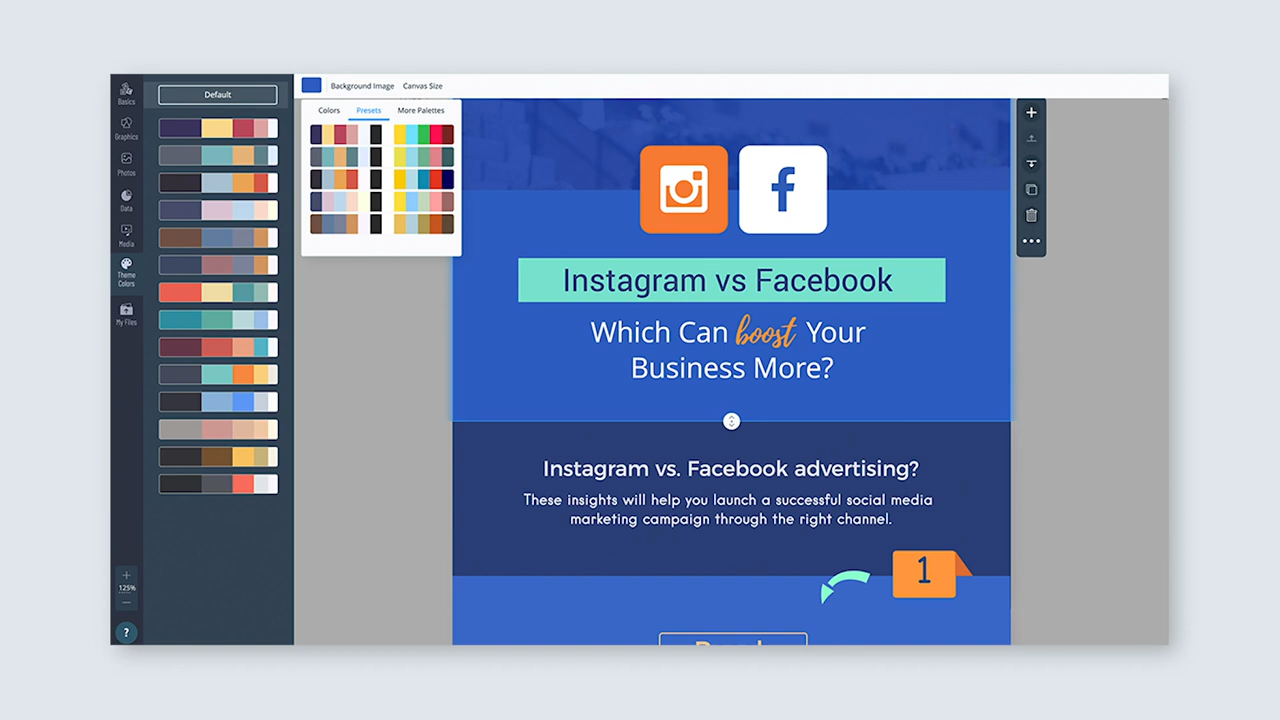 Basics
Graphics
Photos
Data
Media
Theme
Colors
My Files
125%
?
Default
Background Image
Canvas Size
Colors
Presets
More Palettes
Instagram vs Facebook
Which Can boost Your
Business More?
Instagram vs. Facebook advertising?
These insights will help you launch a successful social media
marketing campaign through the right channel.
1